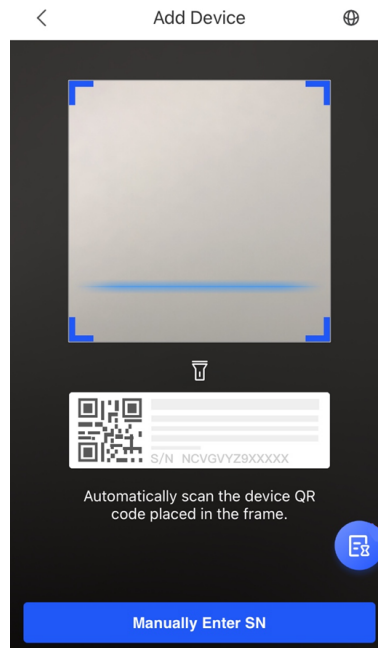 Add Device
S/N NCVGVYZ9XXXXX
Automatically scan the device QR
code placed in the frame.
Manually Enter SN